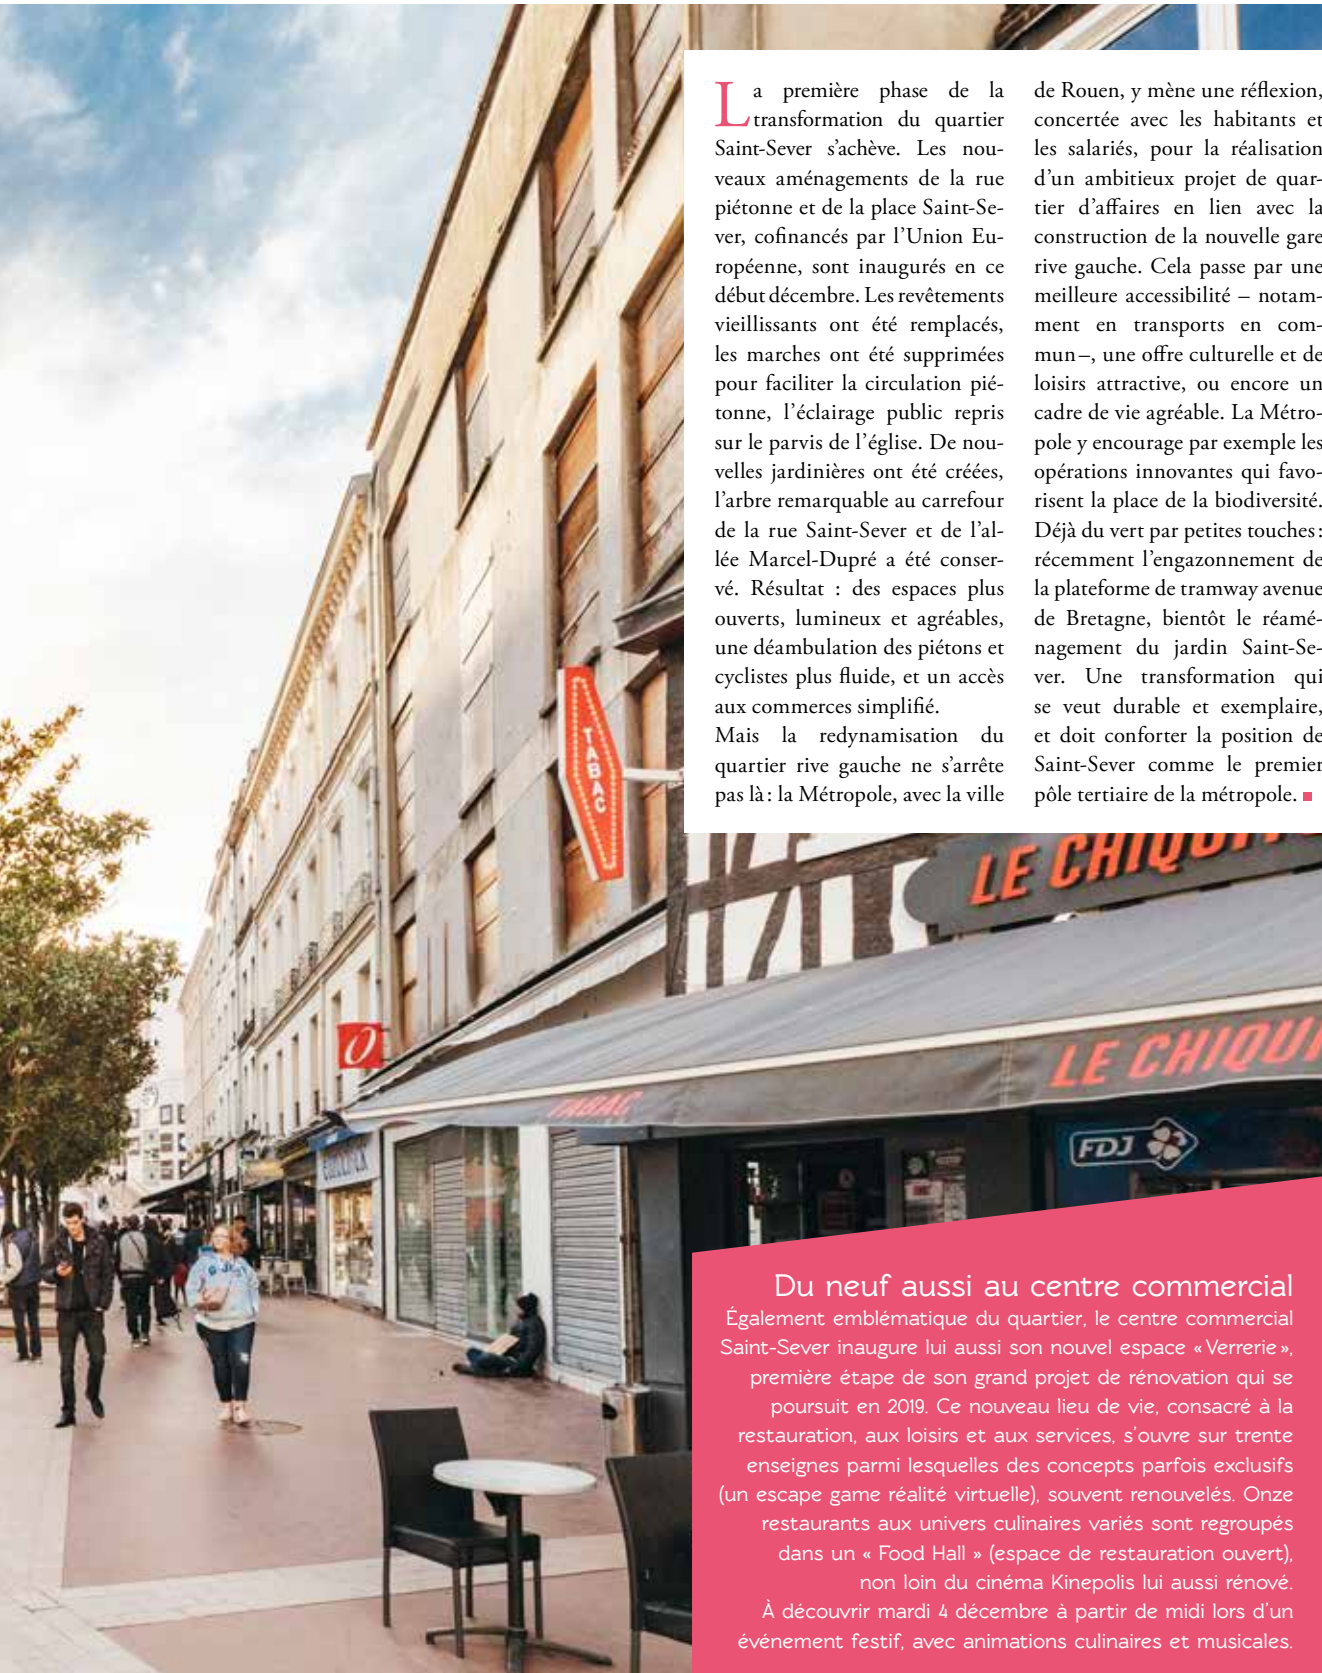 La première phase de la
transformation du quartier
Saint-Sever s'achève. Les nou-
veaux aménagements de la rue
piétonne et de la place Saint-Se-
ver, cofinancés par l'Union Eu-
ropéenne, sont inaugurés en ce
début décembre. Les revêtements
vieillissants ont été remplacés,
les marches ont été supprimées
pour faciliter la circulation pié-
tonne, l'éclairage public repris
sur le parvis de l'église. De nou-
velles jardinières ont été créées,
l'arbre remarquable au carrefour
de la rue Saint-Sever et de l'al-
lée Marcel-Dupré a été conser-
vé. Résultat : des espaces plus
ouverts, lumineux et agréables,
une déambulation des piétons et
cyclistes plus fluide, et un accès
aux commerces simplifié.
Mais la redynamisation du
quartier rive gauche ne s'arrête
pas là : la Métropole, avec la ville
de Rouen, y mène une réflexion,
concertée avec les habitants et
les salariés, pour la réalisation
d'un ambitieux projet de quar-
tier d'affaires en lien avec la
construction de la nouvelle gare
rive gauche. Cela passe par une
meilleure accessibilité – notam-
ment en transports en com-
mun –, une offre culturelle et de
loisirs attractive, ou encore un
cadre de vie agréable. La Métro-
pole y encourage par exemple les
opérations innovantes qui favo-
risent la place de la biodiversité.
Déjà du vert par petites touches :
récemment l'engazonnement de
la plateforme de tramway avenue
de Bretagne, bientôt le réamé-
nagement du jardin Saint-Se-
ver. Une transformation qui
se veut durable et exemplaire,
et doit conforter la position de
Saint-Sever comme le premier
pôle tertiaire de la métropole.
TABAC
LE CHIQUI
LE CHIQUI
TABAC
FDJ
Du neuf aussi au centre commercial
Également emblématique du quartier, le centre commercial
Saint-Sever inaugure lui aussi son nouvel espace « Verrerie »,
première étape de son grand projet de rénovation qui se
poursuit en 2019. Ce nouveau lieu de vie, consacré à la
restauration, aux loisirs et aux services, s'ouvre sur trente
enseignes parmi lesquelles des concepts parfois exclusifs
(un escape game réalité virtuelle), souvent renouvelés. Onze
restaurants aux univers culinaires variés sont regroupés
dans un « Food Hall » (espace de restauration ouvert),
non loin du cinéma Kinepolis lui aussi rénové.
À découvrir mardi 4 décembre à partir de midi lors d'un
événement festif, avec animations culinaires et musicales.